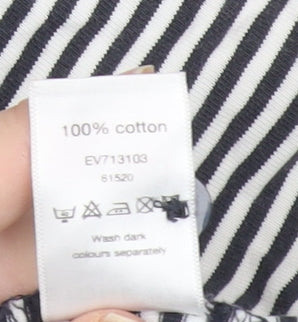 100% cotton
EV713103
61520
Wash dark
colours separately